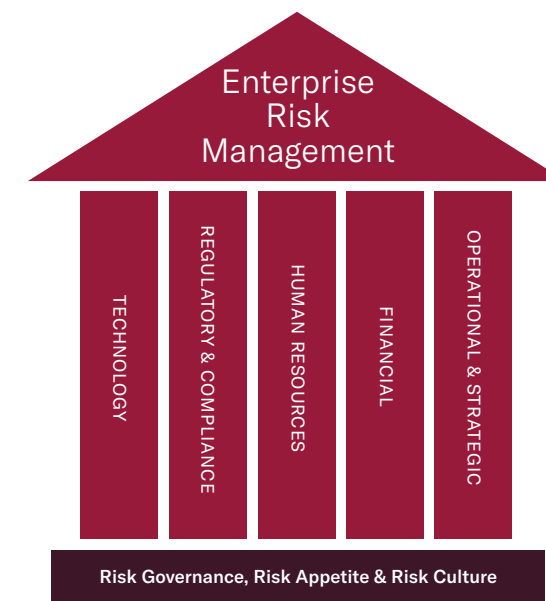 Enterprise
Risk
Management
TECHNOLOGY
REGULATORY & COMPLIANCE
HUMAN RESOURCES
FINANCIAL
OPERATIONAL & STRATEGIC
Risk Governance, Risk Appetite & Risk Culture